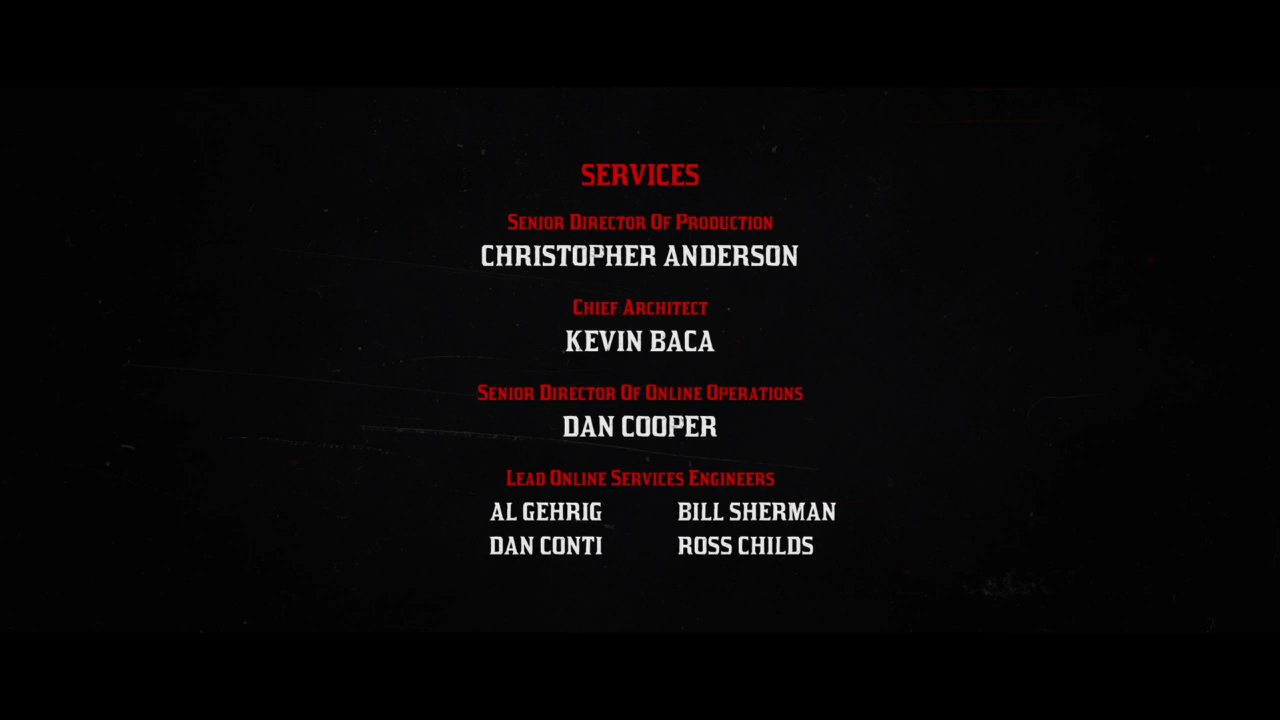 SERVICES
Senior Director Of Production
CHRISTOPHER ANDERSON
Chief Architect
KEVIN BACA
Senior Director Of Online Operations
DAN COOPER
Lead Online Services Engineers
AL GEHRIG BILL SHERMAN
DAN CONTI ROSS CHILDS